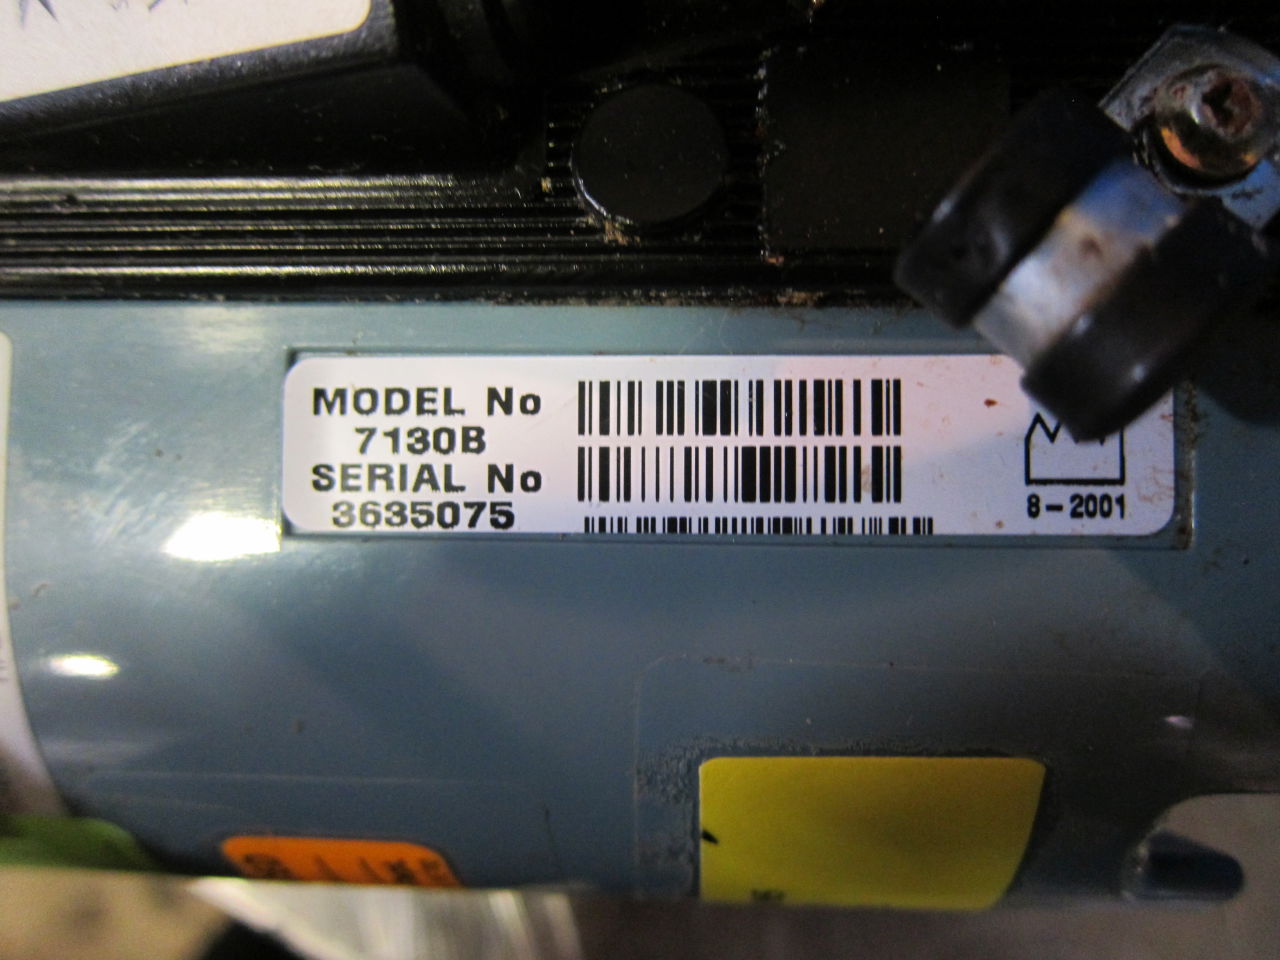 MODEL No
7130B
SERIAL No
3635075
8-2001